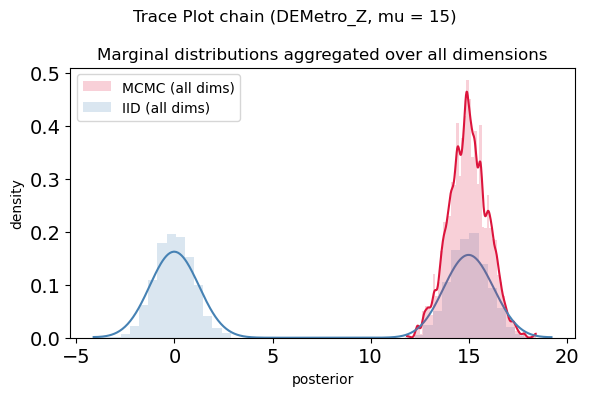 Trace Plot chain (DEMetro_Z, mu = 15)
Marginal distributions aggregated over all dimensions
MCMC (all dims)
IID (all dims)
density
0.5
0.4
0.3
0.2
0.1
0.0
−5
0
5
10
15
20
posterior